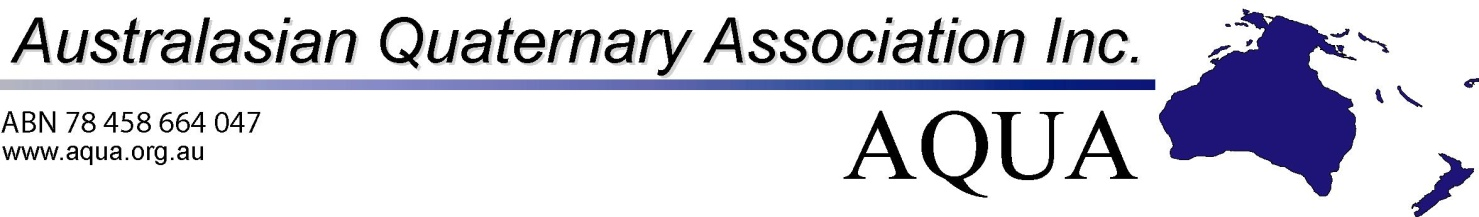 Australasian Quaternary Association Inc.
ABN 78 458 664 047
www.aqua.org.au
AQUA